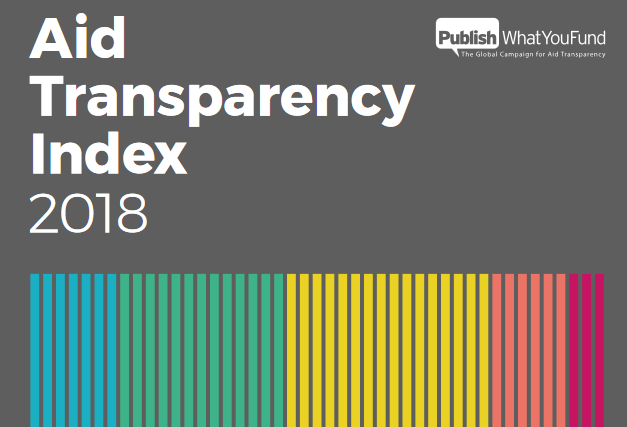 Aid
Transparency
Index
2018
Publish WhatYouFund
The Global Campaign for Aid Transparency